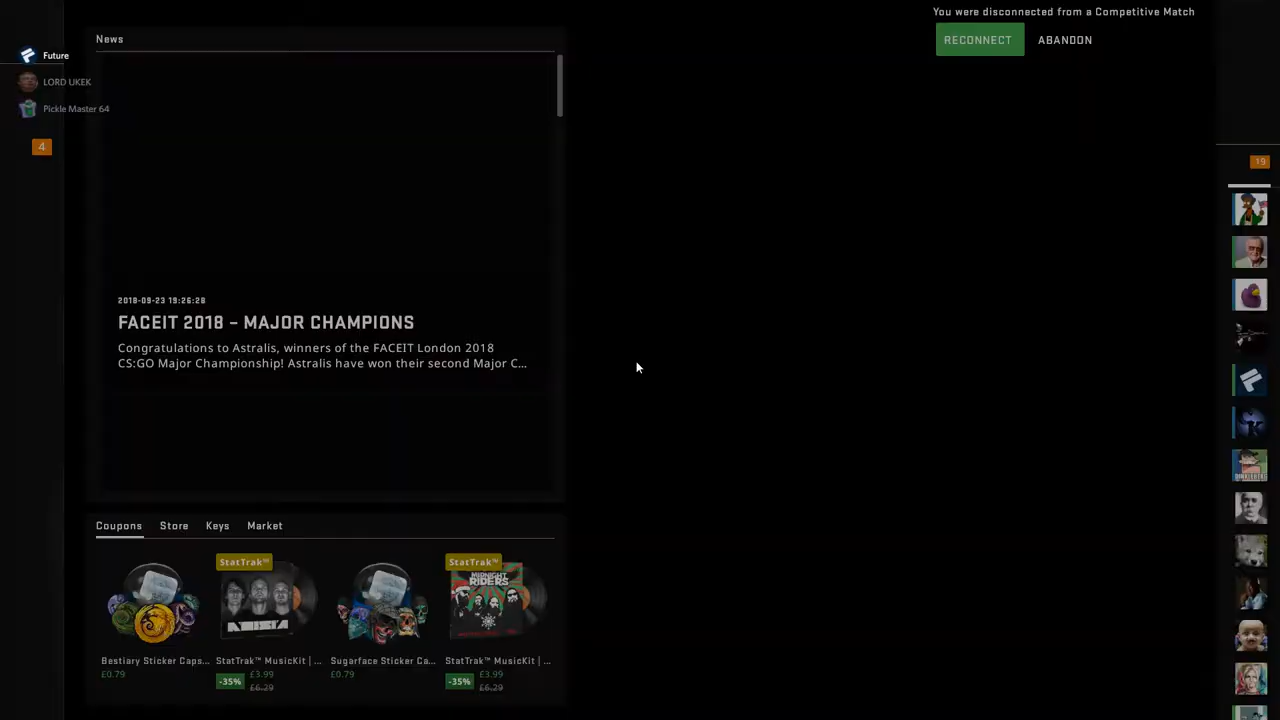 You were disconnected from a Competitive Match
RECONNECT
ABANDON
News
Future
LORD UKEK
Pickle Master 64
4
19
2018-09-23 19:26:28
FACEIT 2018 – MAJOR CHAMPIONS
Congratulations to Astralis, winners of the FACEIT London 2018
CS:GO Major Championship! Astralis have won their second Major C...
Coupons
Store
Keys
Market
StatTrak™
StatTrak™
MIDNIGHT
RIDERS
Bestiary Sticker Caps...
StatTrak™ MusicKit | ...
Sugarface Sticker Ca...
StatTrak™ MusicKit | ...
£0.79
-35%
£3.99
£6.29
£0.79
-35%
£3.99
£6.29